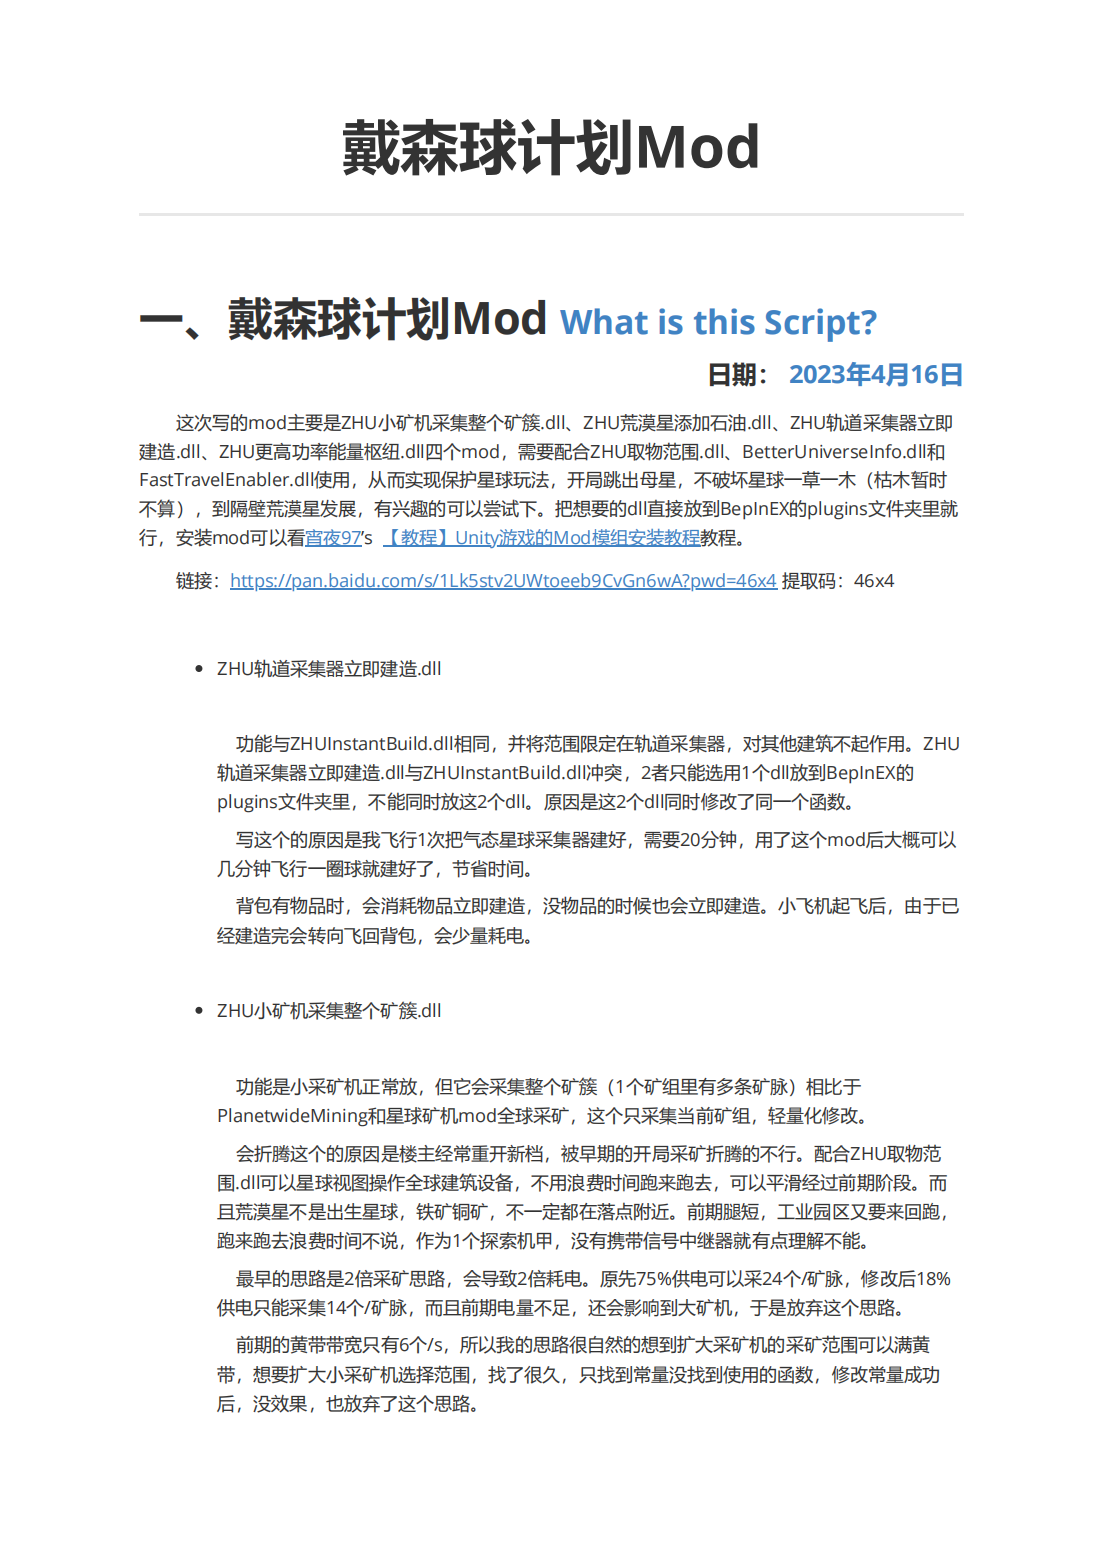 戴森球计划Mod
一、戴森球计划Mod What is this Script?
日期： 2023年4月16日
这次写的mod主要是ZHU小矿机采集整个矿簇.dll、ZHU荒漠星添加石油.dll、ZHU轨道采集器立即
建造.dll、ZHU更高功率能量枢纽.dll四个mod，需要配合ZHU取物范围.dll、BetterUniverseInfo.dll和
FastTravelEnabler.dll使用，从而实现保护星球玩法，开局跳出母星，不破坏星球一草一木（枯木暂时
不算），到隔壁荒漠星发展，有兴趣的可以尝试下。把想要的dll直接放到BepInEX的plugins文件夹里就
行，安装mod可以看宵夜97’s 【教程】Unity游戏的Mod模组安装教程教程。
链接：https://pan.baidu.com/s/1Lk5stv2UWtoeeb9CvGn6wA?pwd=46x4 提取码：46x4
• ZHU轨道采集器立即建造.dll
功能与ZHUInstantBuild.dll相同，并将范围限定在轨道采集器，对其他建筑不起作用。ZHU
轨道采集器立即建造.dll与ZHUInstantBuild.dll冲突，2者只能选用1个dll放到BepInEX的
plugins文件夹里，不能同时放这2个dll。原因是这2个dll同时修改了同一个函数。
写这个的原因是我飞行1次把气态星球采集器建好，需要20分钟，用了这个mod后大概可以
几分钟飞行一圈球就建好了，节省时间。
背包有物品时，会消耗物品立即建造，没物品的时候也会立即建造。小飞机起飞后，由于已
经建造完会转向飞回背包，会少量耗电。
• ZHU小矿机采集整个矿簇.dll
功能是小采矿机正常放，但它会采集整个矿簇（1个矿组里有多条矿脉）相比于
PlanetwideMining和星球矿机mod全球采矿，这个只采集当前矿组，轻量化修改。
会折腾这个的原因是楼主经常重开新档，被早期的开局采矿折腾的不行。配合ZHU取物范
围.dll可以星球视图操作全球建筑设备，不用浪费时间跑来跑去，可以平滑经过前期阶段。而
且荒漠星不是出生星球，铁矿铜矿，不一定都在落点附近。前期腿短，工业园区又要来回跑，
跑来跑去浪费时间不说，作为1个探索机甲，没有携带信号中继器就有点理解不能。
最早的思路是2倍采矿思路，会导致2倍耗电。原先75%供电可以采24个/矿脉，修改后18%
供电只能采集14个/矿脉，而且前期电量不足，还会影响到大矿机，于是放弃这个思路。
前期的黄带带宽只有6个/s，所以我的思路很自然的想到扩大采矿机的采矿范围可以满黄
带，想要扩大小采矿机选择范围，找了很久，只找到常量没找到使用的函数，修改常量成功
后，没效果，也放弃了这个思路。